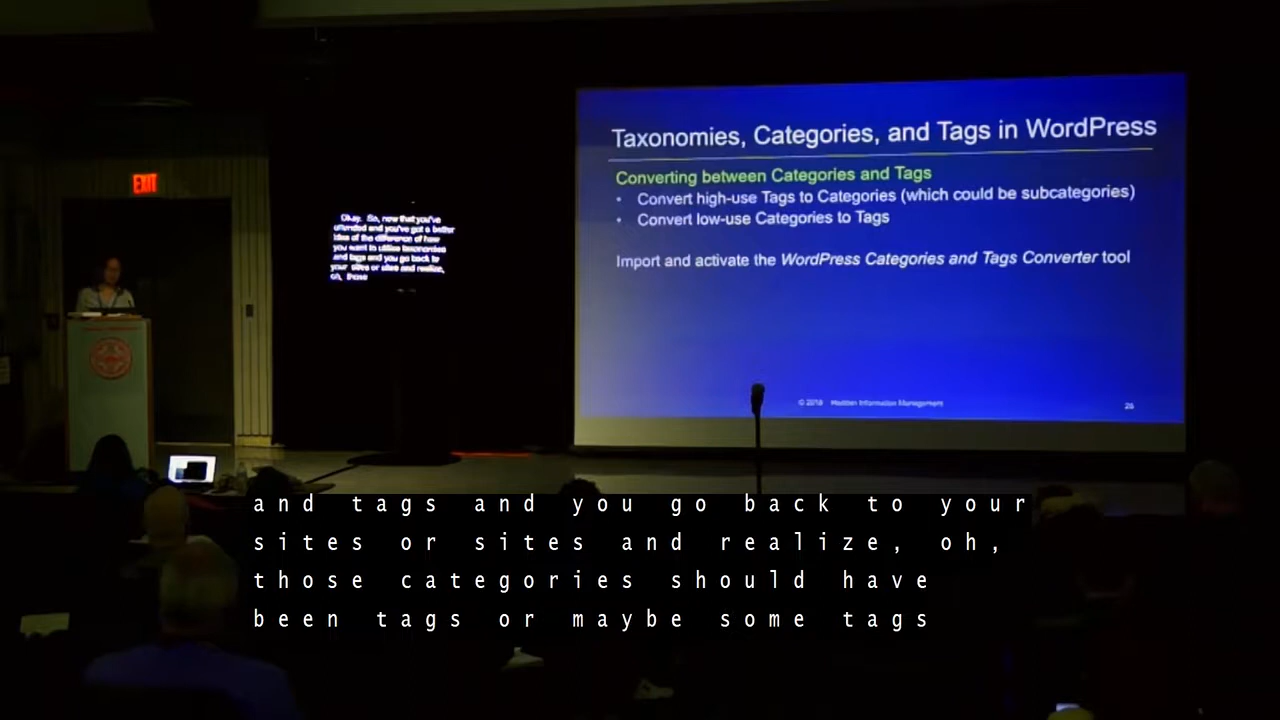 EXIT
Okay. So, now that you've
attended and you've got a better
idea of the difference of how
you want to utilize taxonomies
and tags and you go back to
your sites or sites and realize,
oh, those
Taxonomies, Categories, and Tags in WordPress
Converting between Categories and Tags
• Convert high-use Tags to Categories (which could be subcategories)
• Convert low-use Categories to Tags
Import and activate the WordPress Categories and Tags Converter tool
Information Management
and tags and you go back to your
sites or sites and realize, oh,
those categories should have
been tags or maybe some tags